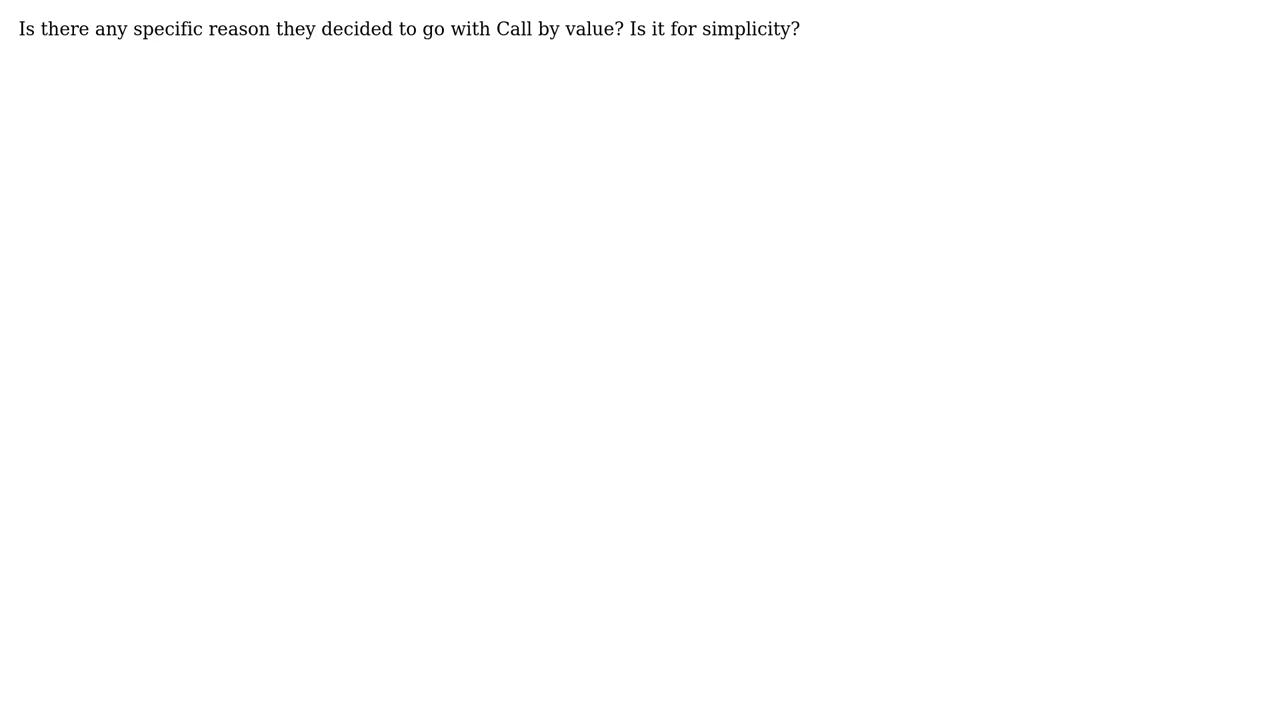 Is there any specific reason they decided to go with Call by value? Is it for simplicity?